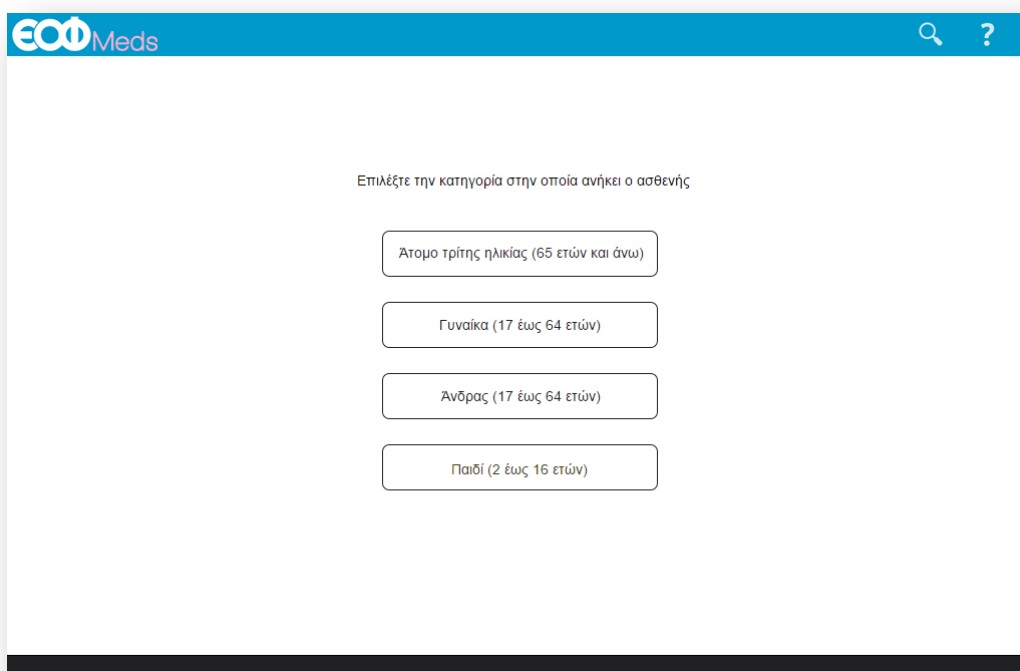 ΕΟΦMeds
?
Επιλέξτε την κατηγορία στην οποία ανήκει ο ασθενής
Άτομο τρίτης ηλικίας (65 ετών και άνω)
Γυναίκα (17 έως 64 ετών)
Άνδρας (17 έως 64 ετών)
Παιδί (2 έως 16 ετών)